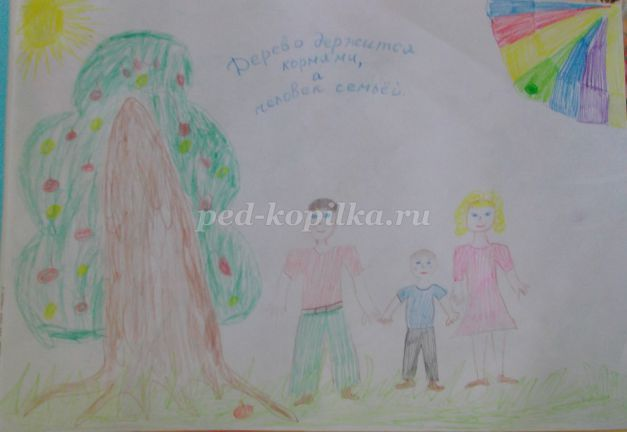 Дерево держится
корнями,
а
человек семьёй.
ped-kopilka.ru